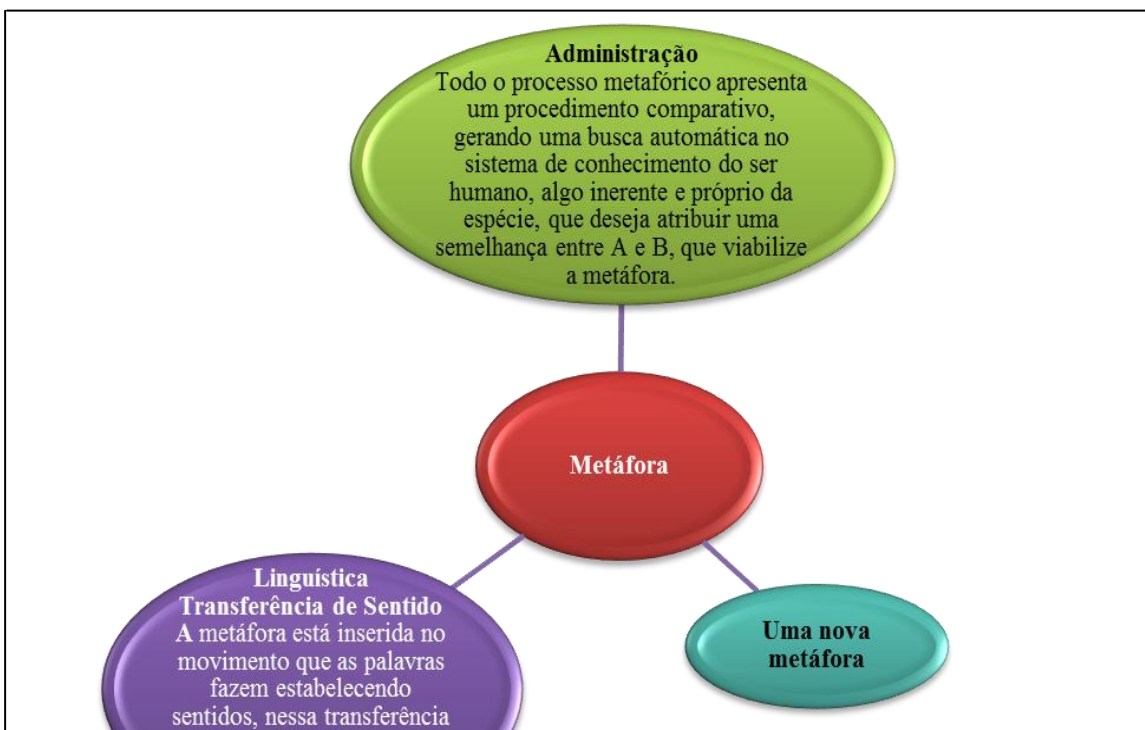 Administração
Todo o processo metafórico apresenta
um procedimento comparativo,
gerando uma busca automática no
sistema de conhecimento do ser
humano, algo inerente e próprio da
espécie, que deseja atribuir uma
semelhança entre A e B, que viabilize
a metáfora.
Metáfora
Linguística
Transferência de Sentido
A metáfora está inserida no
movimento que as palavras
fazem estabelecendo
sentidos, nessa transferência
Uma nova
metáfora